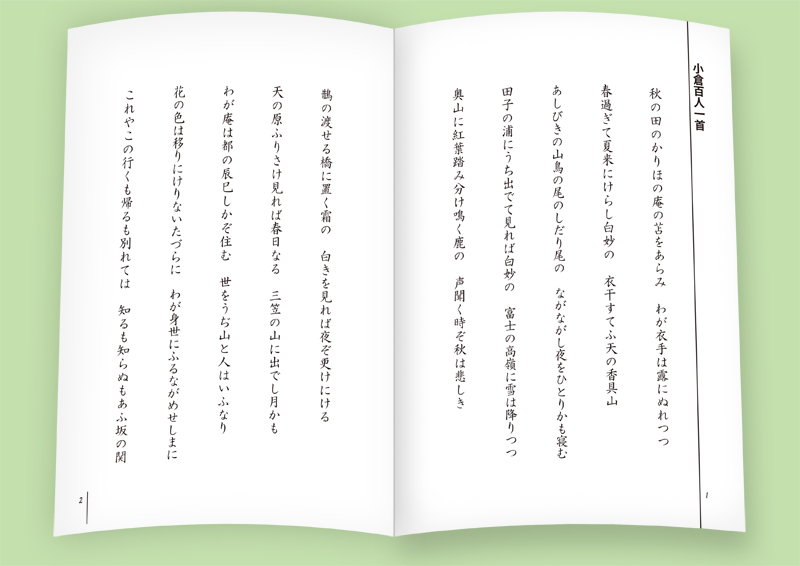 小倉百人一首
秋の田のかりほの庵の苫をあらみ　わが衣手は露にぬれつつ
春過ぎて夏来にけらし白妙の　衣干すてふ天の香具山
あしびきの山鳥の尾のしだり尾の　ながながし夜をひとりかも寝む
田子の浦にうち出でて見れば白妙の　富士の高嶺に雪は降りつつ
奥山に紅葉踏み分け鳴く鹿の　声聞く時ぞ秋は悲しき
1
鵲の渡せる橋に置く霜の　白きを見れば夜ぞ更けにける
天の原ふりさけ見れば春日なる　三笠の山に出でし月かも
わが庵は都の辰巳しかぞ住む　世をうぢ山と人はいふなり
花の色は移りにけりないたづらに　わが身世にふるながめせしまに
これやこの行くも帰るも別れては　知るも知らぬもあふ坂の関
2